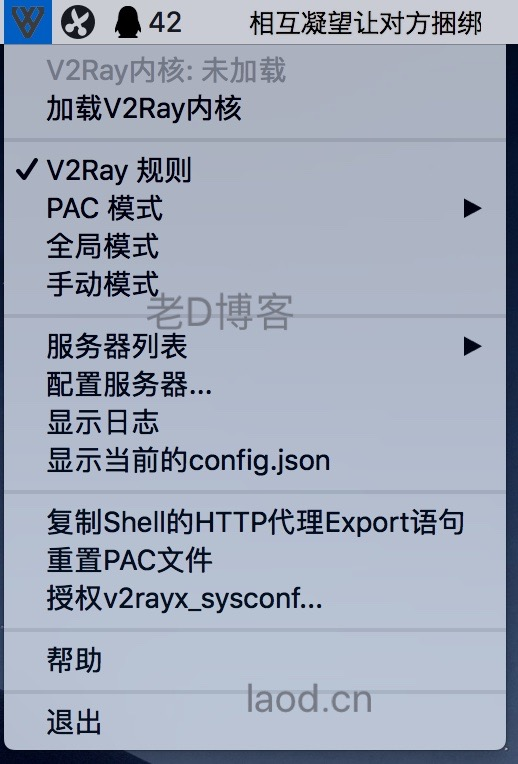 42 相互凝望让对方捆绑
V2Ray内核: 未加载
加载V2Ray内核
V2Ray 规则
PAC 模式
全局模式
手动模式
老D博客
服务器列表
配置服务器...
显示日志
显示当前的config.json
复制Shell的HTTP代理Export语句
重置PAC文件
授权v2rayx_sysconf...
帮助
laod.cn
退出